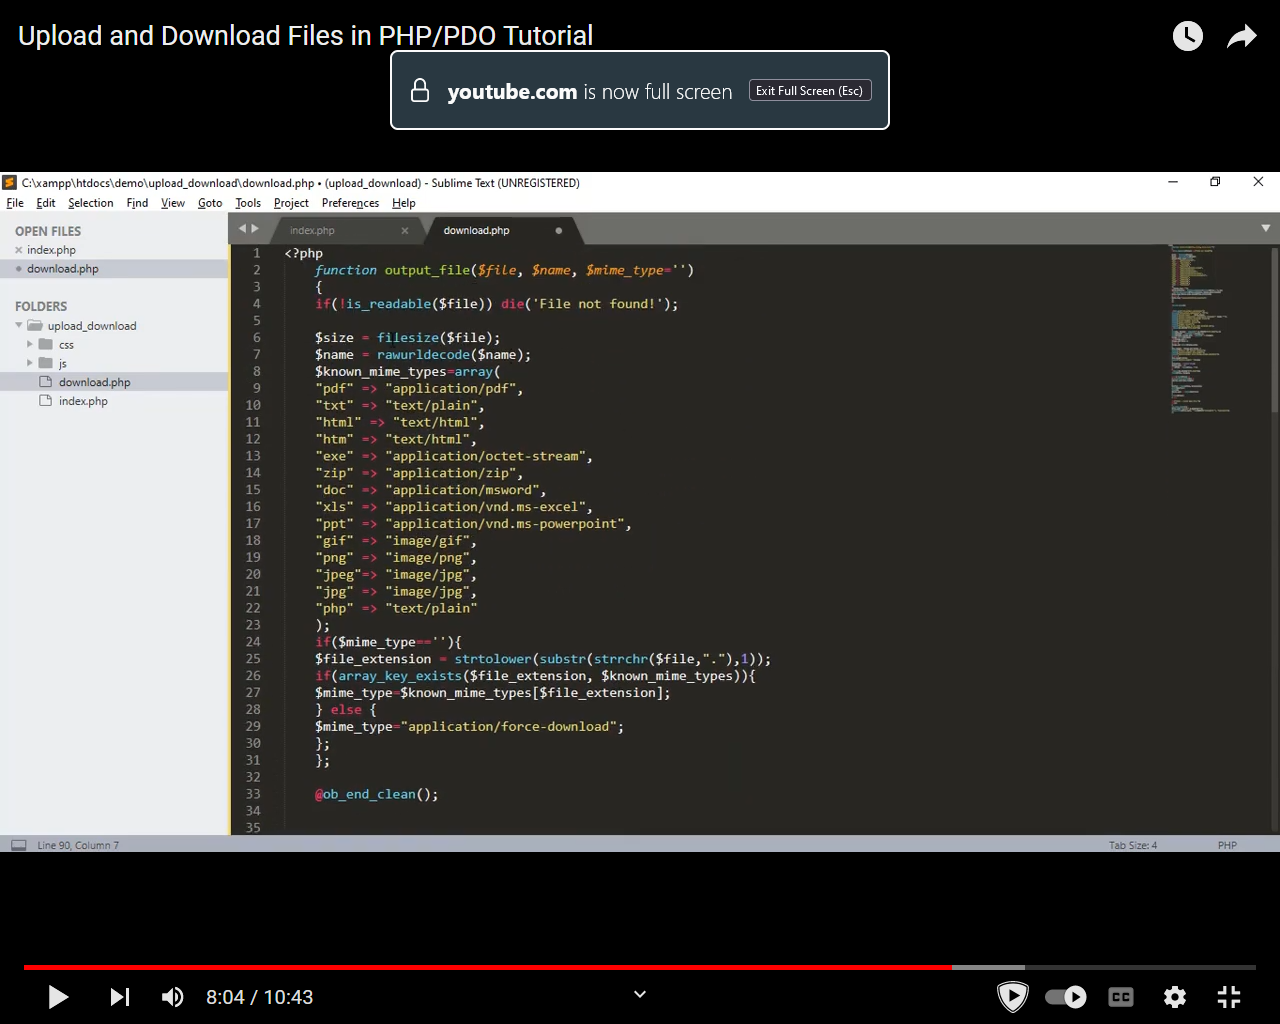 Upload and Download Files in PHP/PDO Tutorial
youtube.com is now full screen Exit Full Screen (Esc)
C:\xampp\htdocs\demo\upload_download\download.php • (upload_download) - Sublime Text (UNREGISTERED)
File Edit Selection Find View Goto Tools Project Preferences Help
OPEN FILES
index.php
download.php
FOLDERS
upload_download
css
js
download.php
index.php
index.php download.php
1 <?php
2 function output_file($file, $name, $mime_type='')
3 {
4 if(!is_readable($file)) die('File not found!');
5
6 $size = filesize($file);
7 $name = rawurldecode($name);
8 $known_mime_types=array(
9 "pdf" => "application/pdf",
10 "txt" => "text/plain",
11 "html" => "text/html",
12 "htm" => "text/html",
13 "exe" => "application/octet-stream",
14 "zip" => "application/zip",
15 "doc" => "application/msword",
16 "xls" => "application/vnd.ms-excel",
17 "ppt" => "application/vnd.ms-powerpoint",
18 "gif" => "image/gif",
19 "png" => "image/png",
20 "jpeg"=> "image/jpg",
21 "jpg" => "image/jpg",
22 "php" => "text/plain"
23 );
24 if($mime_type==''){
25 $file_extension = strtolower(substr(strrchr($file,"."),1));
26 if(array_key_exists($file_extension, $known_mime_types)){
27 $mime_type=$known_mime_types[$file_extension];
28 } else {
29 $mime_type="application/force-download";
30 };
31 };
32
33 @ob_end_clean();
34
35
Line 90, Column 7 Tab Size: 4 PHP
8:04 / 10:43 CC